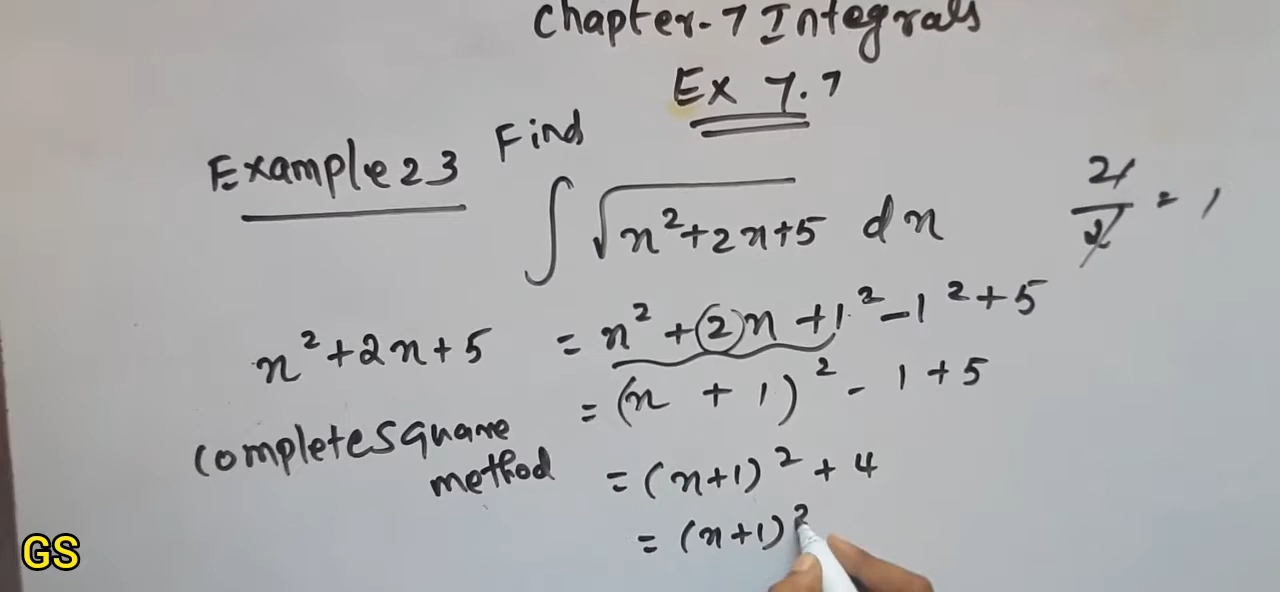 Chapter-7 Integrals
Ex 7.7
Example 23 Find
∫ √x²+2x+5 dx
2/2 = 1
x²+2x+5 = x²+2x+1²-1²+5
= (x+1)²-1+5
complete square
method
= (x+1)²+4
= (x+1)²
GS